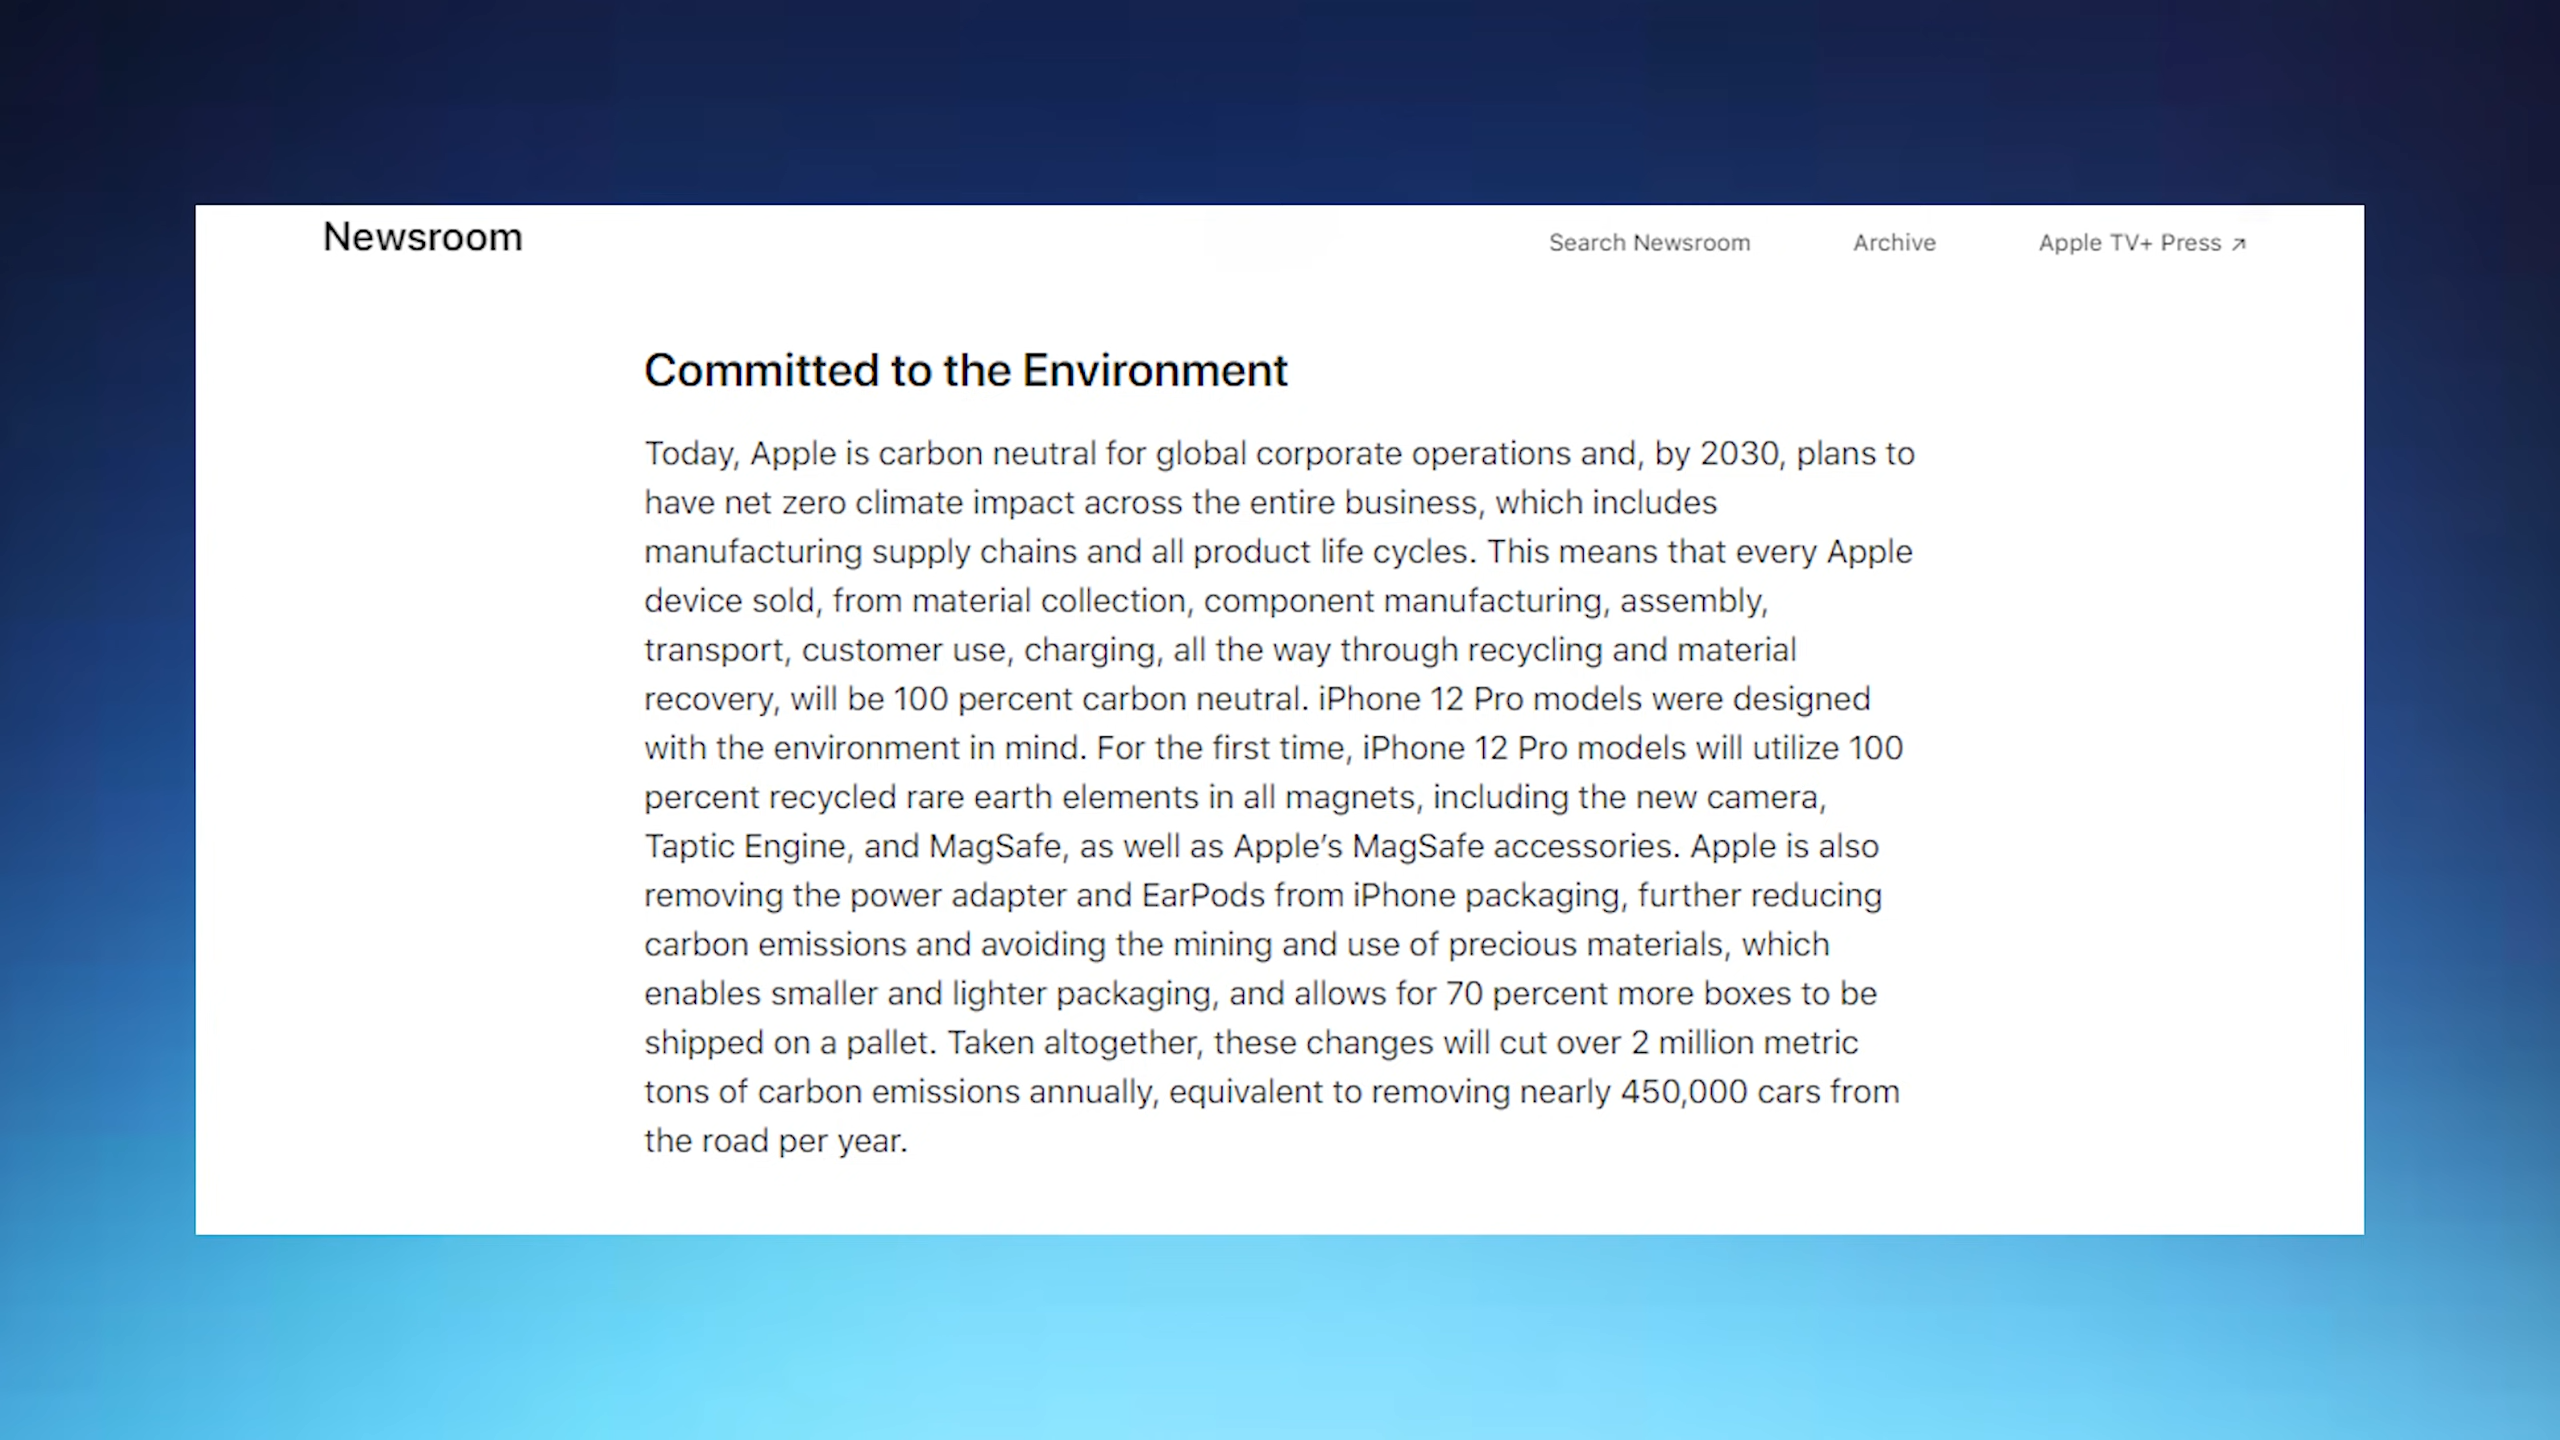 Newsroom
Search Newsroom
Archive
Apple TV+ Press ↗
Committed to the Environment
Today, Apple is carbon neutral for global corporate operations and, by 2030, plans to
have net zero climate impact across the entire business, which includes
manufacturing supply chains and all product life cycles. This means that every Apple
device sold, from material collection, component manufacturing, assembly,
transport, customer use, charging, all the way through recycling and material
recovery, will be 100 percent carbon neutral. iPhone 12 Pro models were designed
with the environment in mind. For the first time, iPhone 12 Pro models will utilize 100
percent recycled rare earth elements in all magnets, including the new camera,
Taptic Engine, and MagSafe, as well as Apple’s MagSafe accessories. Apple is also
removing the power adapter and EarPods from iPhone packaging, further reducing
carbon emissions and avoiding the mining and use of precious materials, which
enables smaller and lighter packaging, and allows for 70 percent more boxes to be
shipped on a pallet. Taken altogether, these changes will cut over 2 million metric
tons of carbon emissions annually, equivalent to removing nearly 450,000 cars from
the road per year.